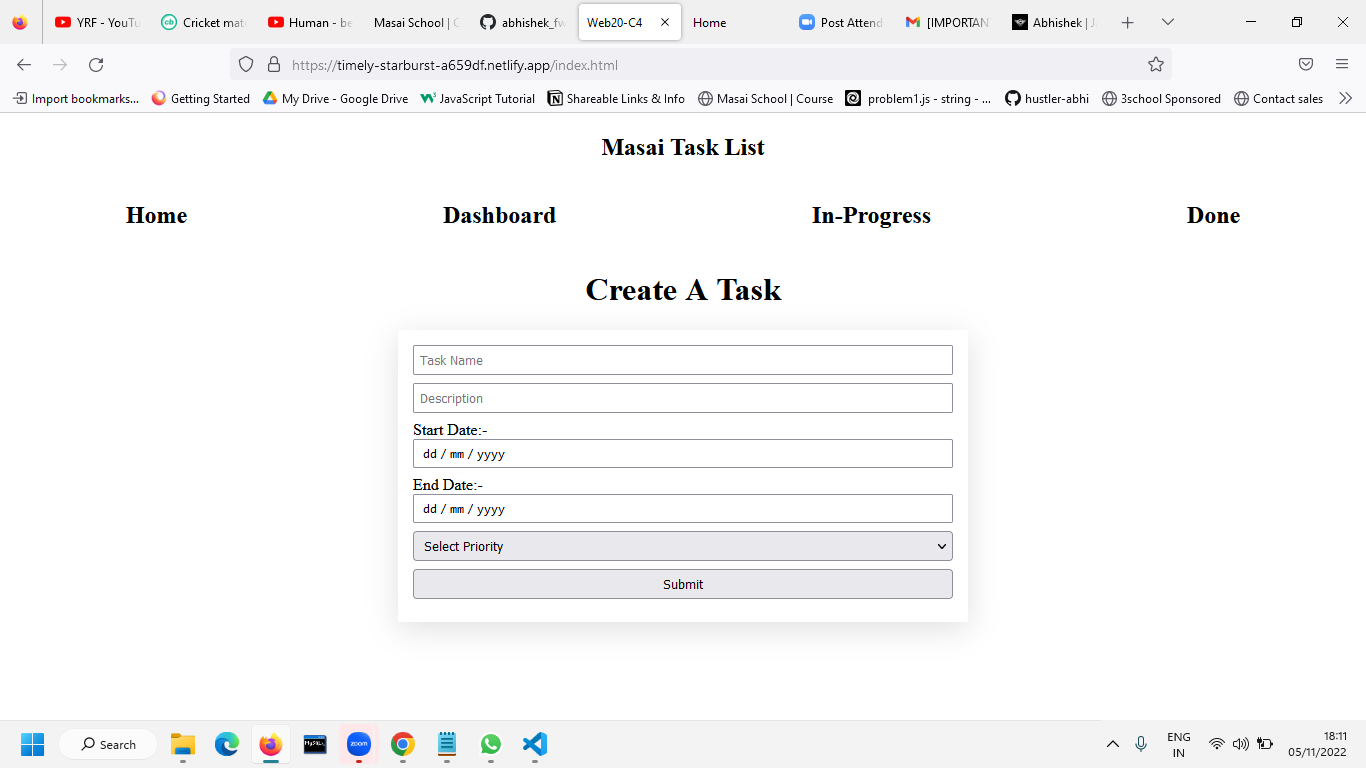 YRF - YouTu
Cricket mat
Human - be
Masai School | C
abhishek_fw
Web20-C4
Home
Post Attend
[IMPORTAN
Abhishek | J
https://timely-starburst-a659df.netlify.app/index.html
Import bookmarks...
Getting Started
My Drive - Google Drive
JavaScript Tutorial
Shareable Links & Info
Masai School | Course
problem1.js - string - ...
hustler-abhi
3school Sponsored
Contact sales
Masai Task List
Home
Dashboard
In-Progress
Done
Create A Task
Task Name
Description
Start Date:-
dd / mm / yyyy
End Date:-
dd / mm / yyyy
Select Priority
Submit
Search
MySQL
zoom
ENG
IN
18:11
05/11/2022